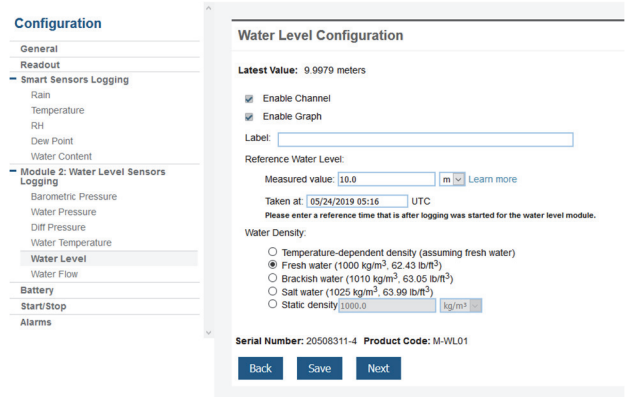 Configuration
General
Readout
Smart Sensors Logging
Rain
Temperature
RH
Dew Point
Water Content
Module 2: Water Level Sensors
Logging
Barometric Pressure
Water Pressure
Diff Pressure
Water Temperature
Water Level
Water Flow
Battery
Start/Stop
Alarms
Water Level Configuration
Latest Value: 9.9979 meters
Enable Channel
Enable Graph
Label:
Reference Water Level:
Measured value: 10.0 m Learn more
Taken at: 05/24/2019 05:16 UTC
Please enter a reference time that is after logging was started for the water level module.
Water Density:
Temperature-dependent density (assuming fresh water)
Fresh water (1000 kg/m³, 62.43 lb/ft³)
Brackish water (1010 kg/m³, 63.05 lb/ft³)
Salt water (1025 kg/m³, 63.99 lb/ft³)
Static density 1000.0 kg/m³
Serial Number: 20508311-4 Product Code: M-WL01
Back Save Next